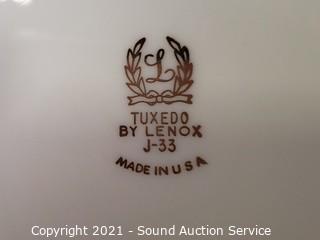 L
TUXEDO
BY LENOX
J-33
MADE IN USA
Copyright 2021 - Sound Auction Service